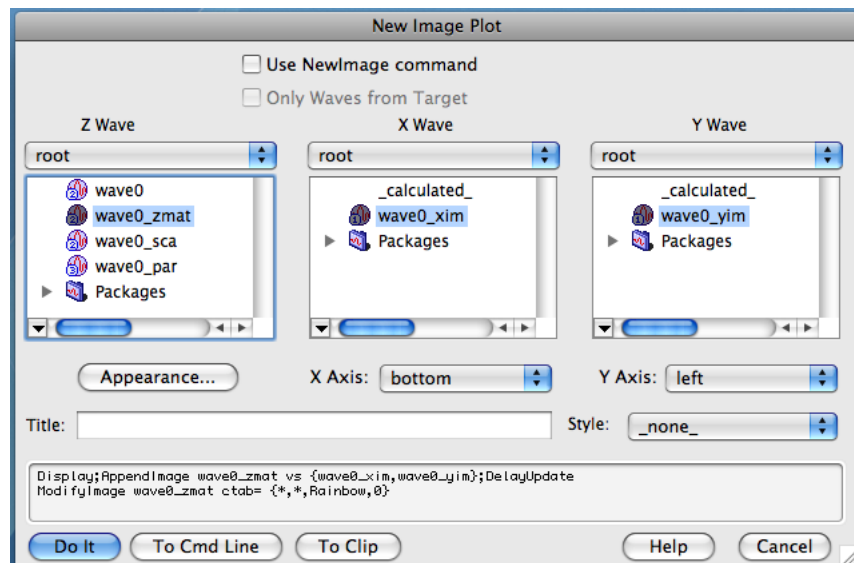 New Image Plot
Use NewImage command
Only Waves from Target
Z Wave X Wave Y Wave
root root root
wave0 _calculated_ _calculated_
wave0_zmat wave0_xim wave0_yim
wave0_sca Packages Packages
wave0_par
Packages
Appearance... X Axis: bottom Y Axis: left
Title: Style: _none_
Display;AppendImage wave0_zmat vs {wave0_xim,wave0_yim};DelayUpdate
ModifyImage wave0_zmat ctab= {*,*,Rainbow,0}
Do It To Cmd Line To Clip Help Cancel